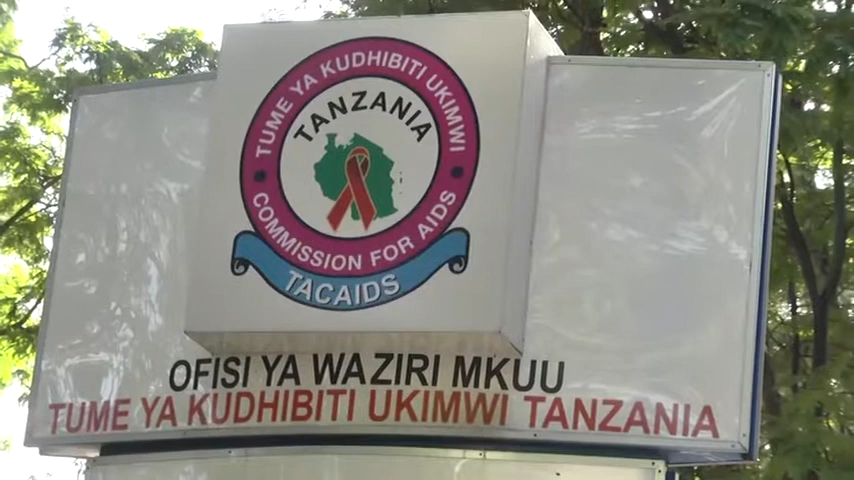 TUME YA KUDHIBITI UKIMWI
TANZANIA
COMMISSION FOR AIDS
TACAIDS
OFISI YA WAZIRI MKUU
TUME YA KUDHIBITI UKIMWI TANZANIA